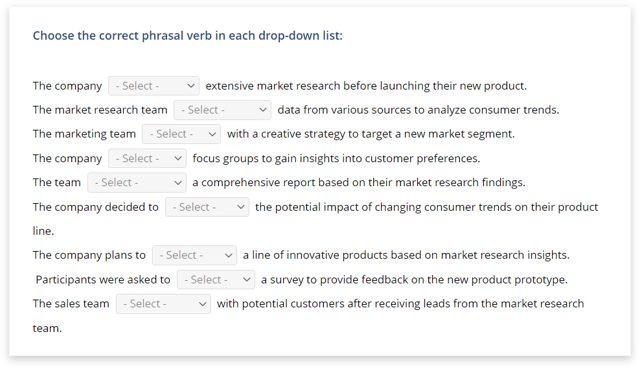 Choose the correct phrasal verb in each drop-down list:
The company - Select - extensive market research before launching their new product.
The market research team - Select - data from various sources to analyze consumer trends.
The marketing team - Select - with a creative strategy to target a new market segment.
The company - Select - focus groups to gain insights into customer preferences.
The team - Select - a comprehensive report based on their market research findings.
The company decided to - Select - the potential impact of changing consumer trends on their product
line.
The company plans to - Select - a line of innovative products based on market research insights.
Participants were asked to - Select - a survey to provide feedback on the new product prototype.
The sales team - Select - with potential customers after receiving leads from the market research
team.